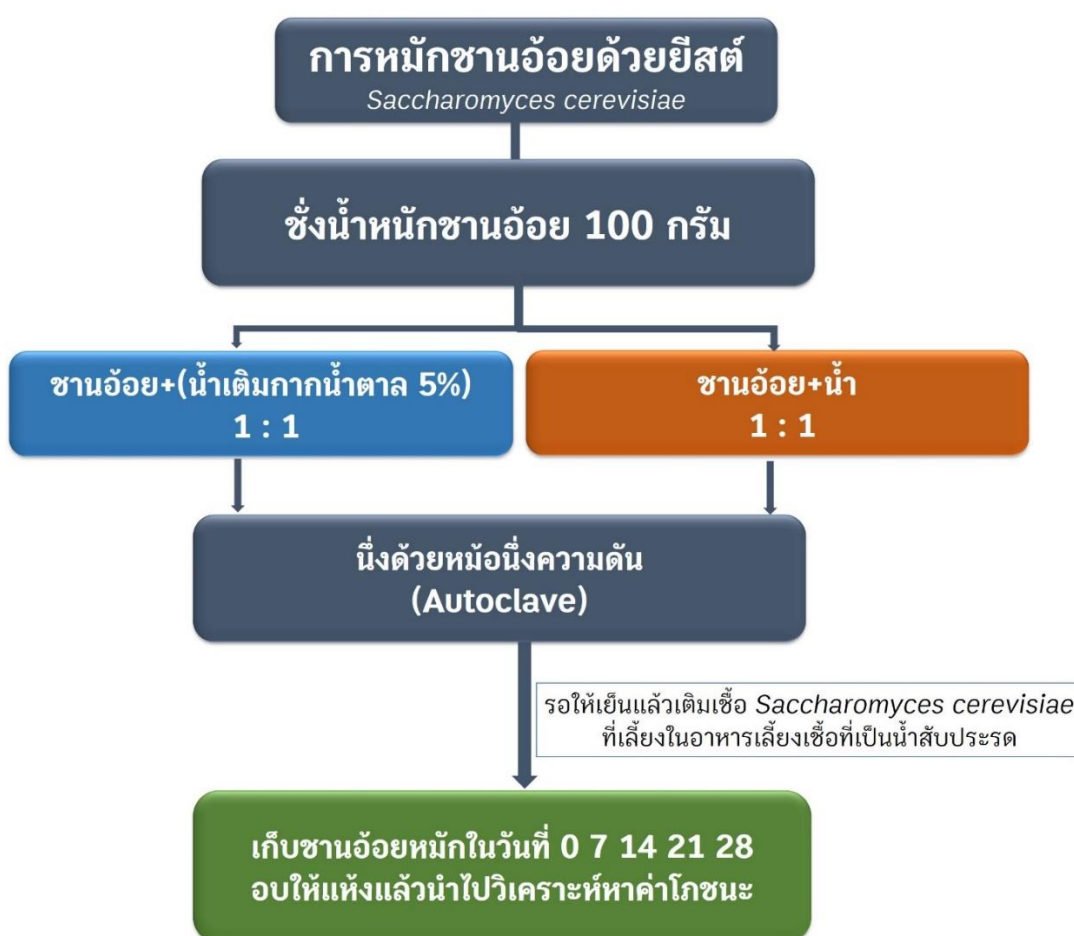 การหมักชานอ้อยด้วยยีสต์
Saccharomyces cerevisiae
ชั่งน้ำหนักชานอ้อย 100 กรัม
ชานอ้อย+(น้ำเติมกากน้ำตาล 5%)
1 : 1
ชานอ้อย+น้ำ
1 : 1
นึ่งด้วยหม้อนึ่งความดัน
(Autoclave)
รอให้เย็นแล้วเติมเชื้อ Saccharomyces cerevisiae
ที่เลี้ยงในอาหารเลี้ยงเชื้อที่เป็นน้ำสับประรด
เก็บชานอ้อยหมักในวันที่ 0 7 14 21 28
อบให้แห้งแล้วนำไปวิเคราะห์หาค่าโภชนะ